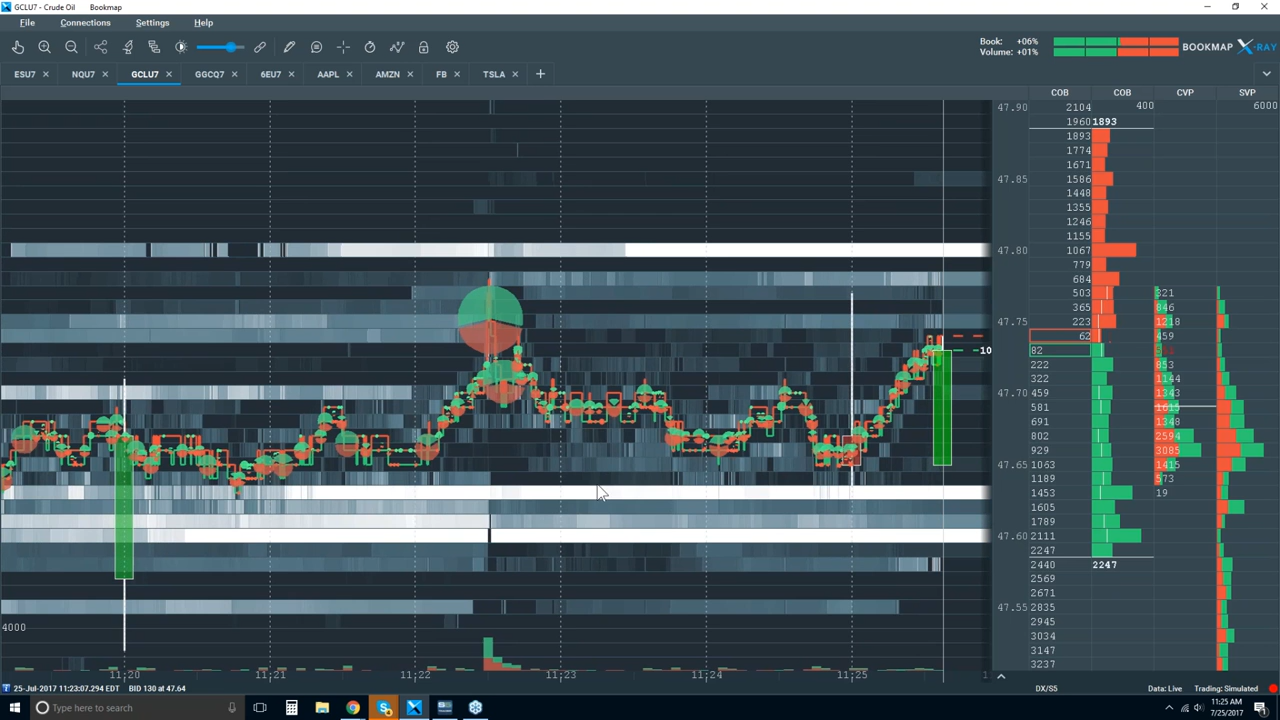 GCLU7 - Crude Oil Bookmap
File Connections Settings Help
Book: +06%
Volume: +01%
BOOKMAP X-RAY
ESU7 NQU7 GCLU7 GGCQ7 6EU7 AAPL AMZN FB TSLA
COB COB CVP SVP
47.90 2104 400 6000
1960 1893
1893
1774
1671
47.85 1586
1448
1355
1246
1155
47.80 1067
779
684
503 321
365 846
47.75 223 1218
62 459
10 82
222 853
322 1144
47.70 459 1343
581 1615
691 1348
802 2594
929 3085
47.65 1063 1415
1189 573
1453 19
1605
1789
47.60 2111
2247
2440 2247
2569
2671
47.55 2835
2945
4000 3034
3147
3237
11:20 11:21 11:22 11:23 11:24 11:25
25-Jul-2017 11:23:07.294 EDT BID 130 at 47.64 DX/S5 Data: Live Trading: Simulated
Type here to search
11:25 AM
7/25/2017